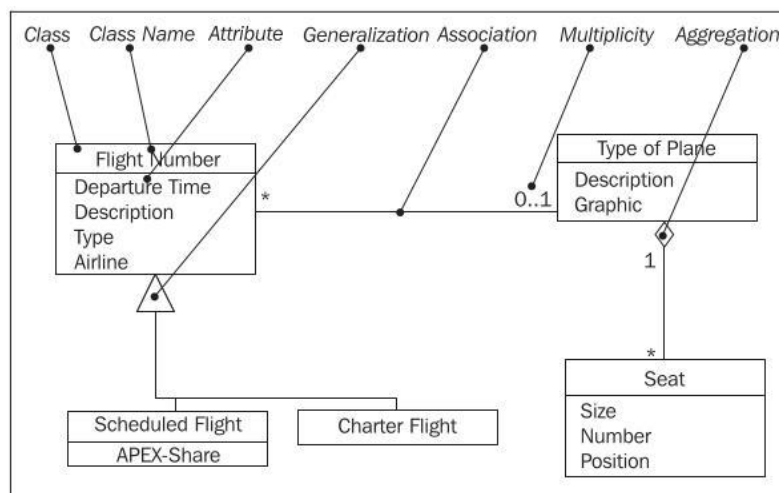 Class Class Name Attribute Generalization Association Multiplicity Aggregation
Flight Number
Departure Time
Description
Type
Airline
*
0..1
Type of Plane
Description
Graphic
1
*
Seat
Size
Number
Position
Scheduled Flight
APEX-Share
Charter Flight